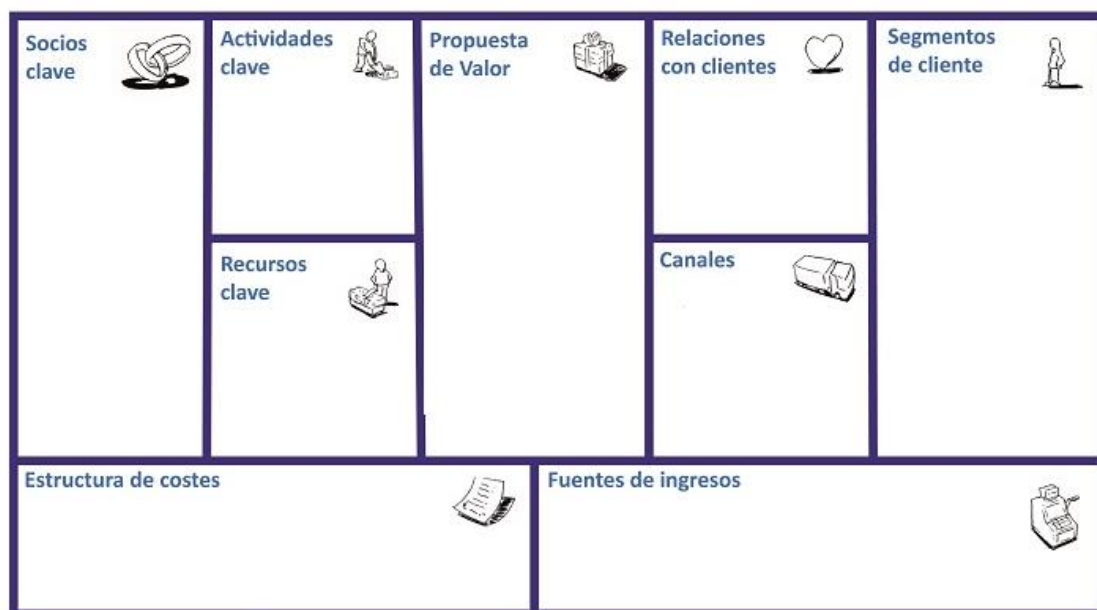 Socios
clave
Actividades
clave
Propuesta
de Valor
Relaciones
con clientes
Segmentos
de cliente
Recursos
clave
Canales
Estructura de costes
Fuentes de ingresos